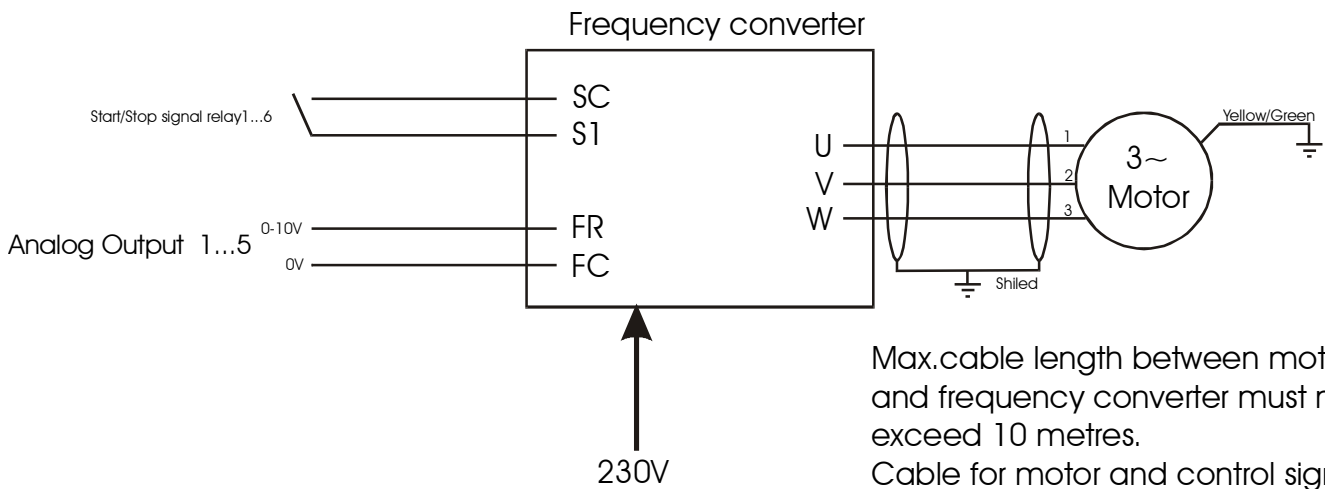 Frequency converter
SC
Start/Stop signal relay1...6
S1
U
V
W
1
2
3
3~
Motor
Yellow/Green
Analog Output 1...5
0-10V
0V
FR
FC
Shiled
230V
Max.cable length between
and frequency converter must
exceed 10 metres.
Cable for motor and control